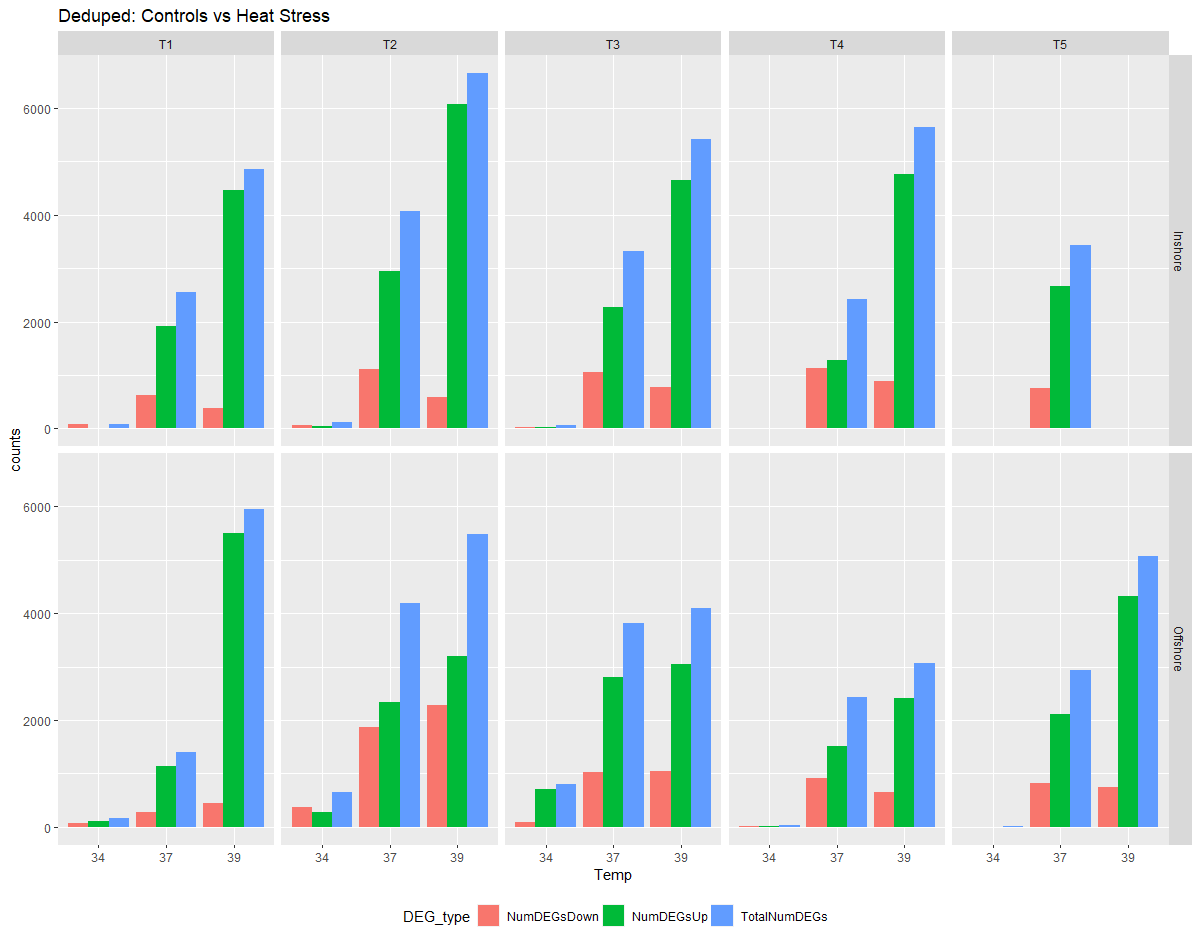 Deduped: Controls vs Heat Stress
T1 T2 T3 T4 T5
6000
4000
2000
0
Inshore
counts
6000
4000
2000
0
Offshore
34 37 39 34 37 39 34 37 39 34 37 39 34 37 39
Temp
DEG_type NumDEGsDown NumDEGsUp TotalNumDEGs